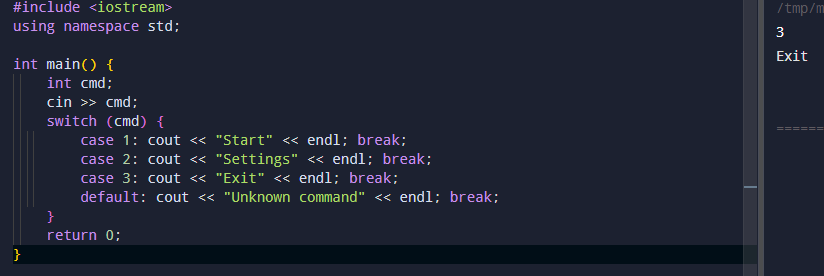 #include <iostream>
using namespace std;
int main() {
    int cmd;
    cin >> cmd;
    switch (cmd) {
        case 1: cout << "Start" << endl; break;
        case 2: cout << "Settings" << endl; break;
        case 3: cout << "Exit" << endl; break;
        default: cout << "Unknown command" << endl; break;
    }
    return 0;
}
/tmp/m
3
Exit
======